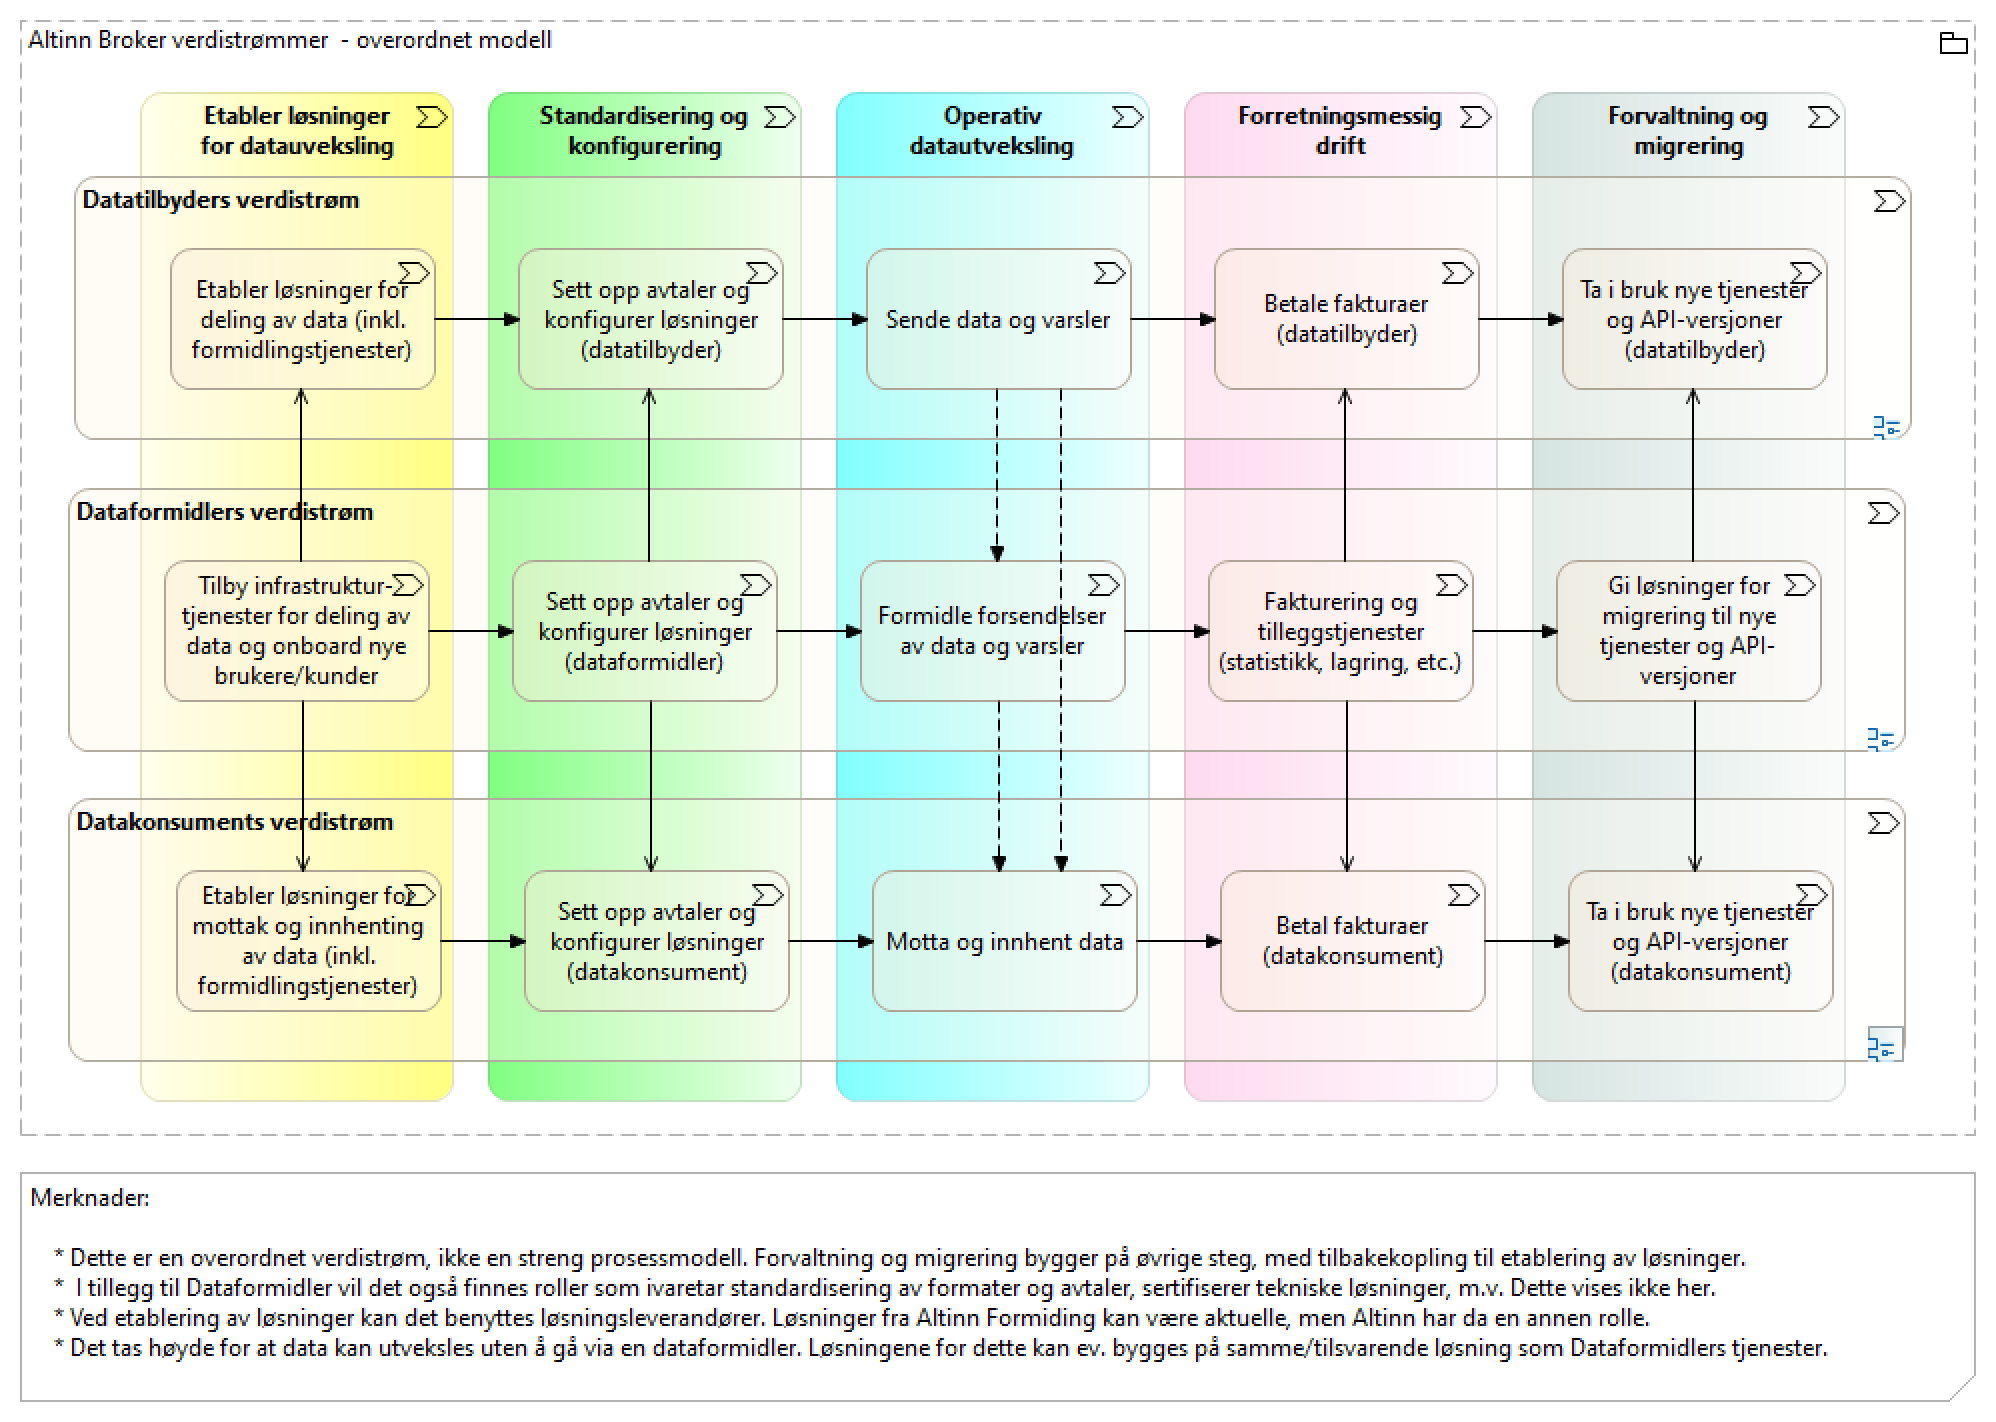 Altinn Broker verdistrømmer  - overordnet modell
Etabler løsninger
for datauveksling
Standardisering og
konfigurering
Operativ
datautveksling
Forretningsmessig
drift
Forvaltning og
migrering
Datatilbyders verdistrøm
Etabler løsninger for
deling av data (inkl.
formidlingstjenester)
Sett opp avtaler og
konfigurer løsninger
(datatilbyder)
Sende data og varsler
Betale fakturaer
(datatilbyder)
Ta i bruk nye tjenester
og API-versjoner
(datatilbyder)
Dataformidlers verdistrøm
Tilby infrastruktur-
tjenester for deling av
data og onboard nye
brukere/kunder
Sett opp avtaler og
konfigurer løsninger
(dataformidler)
Formidle forsendelser
av data og varsler
Fakturering og
tilleggstjenester
(statistikk, lagring, etc.)
Gi løsninger for
migrering til nye
tjenester og API-
versjoner
Datakonsuments verdistrøm
Etabler løsninger for
mottak og innhenting
av data (inkl.
formidlingstjenester)
Sett opp avtaler og
konfigurer løsninger
(datakonsument)
Motta og innhent data
Betal fakturaer
(datakonsument)
Ta i bruk nye tjenester
og API-versjoner
(datakonsument)
Merknader:
* Dette er en overordnet verdistrøm, ikke en streng prosessmodell. Forvaltning og migrering bygger på øvrige steg, med tilbakekopling til etablering av løsninger.
*  I tillegg til Dataformidler vil det også finnes roller som ivaretar standardisering av formater og avtaler, sertifiserer tekniske løsninger, m.v. Dette vises ikke her.
* Ved etablering av løsninger kan det benyttes løsningsleverandører. Løsninger fra Altinn Formiding kan være aktuelle, men Altinn har da en annen rolle.
* Det tas høyde for at data kan utveksles uten å gå via en dataformidler. Løsningene for dette kan ev. bygges på samme/tilsvarende løsning som Dataformidlers tjenester.